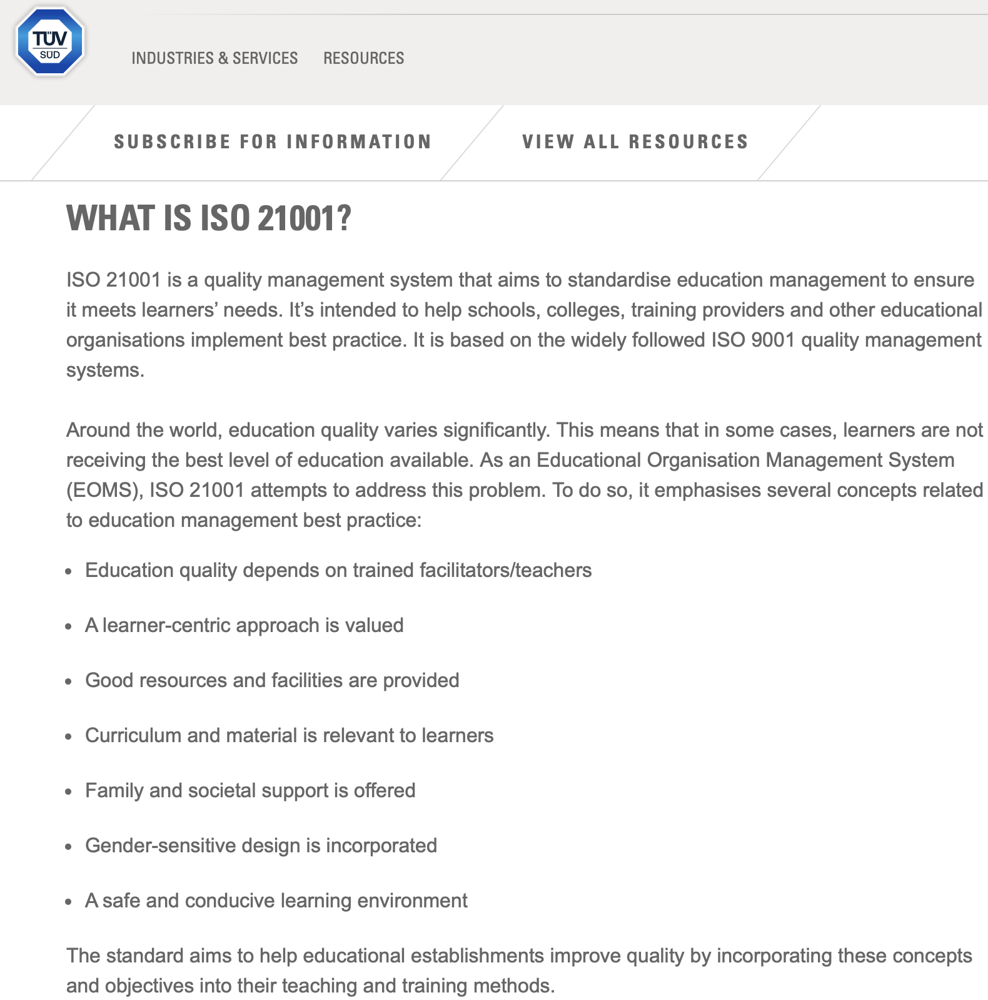 TÜV
SÜD
INDUSTRIES & SERVICES RESOURCES
SUBSCRIBE FOR INFORMATION VIEW ALL RESOURCES
WHAT IS ISO 21001?
ISO 21001 is a quality management system that aims to standardise education management to ensure
it meets learners’ needs. It’s intended to help schools, colleges, training providers and other educational
organisations implement best practice. It is based on the widely followed ISO 9001 quality management
systems.
Around the world, education quality varies significantly. This means that in some cases, learners are not
receiving the best level of education available. As an Educational Organisation Management System
(EOMS), ISO 21001 attempts to address this problem. To do so, it emphasises several concepts related
to education management best practice:
• Education quality depends on trained facilitators/teachers
• A learner-centric approach is valued
• Good resources and facilities are provided
• Curriculum and material is relevant to learners
• Family and societal support is offered
• Gender-sensitive design is incorporated
• A safe and conducive learning environment
The standard aims to help educational establishments improve quality by incorporating these concepts
and objectives into their teaching and training methods.